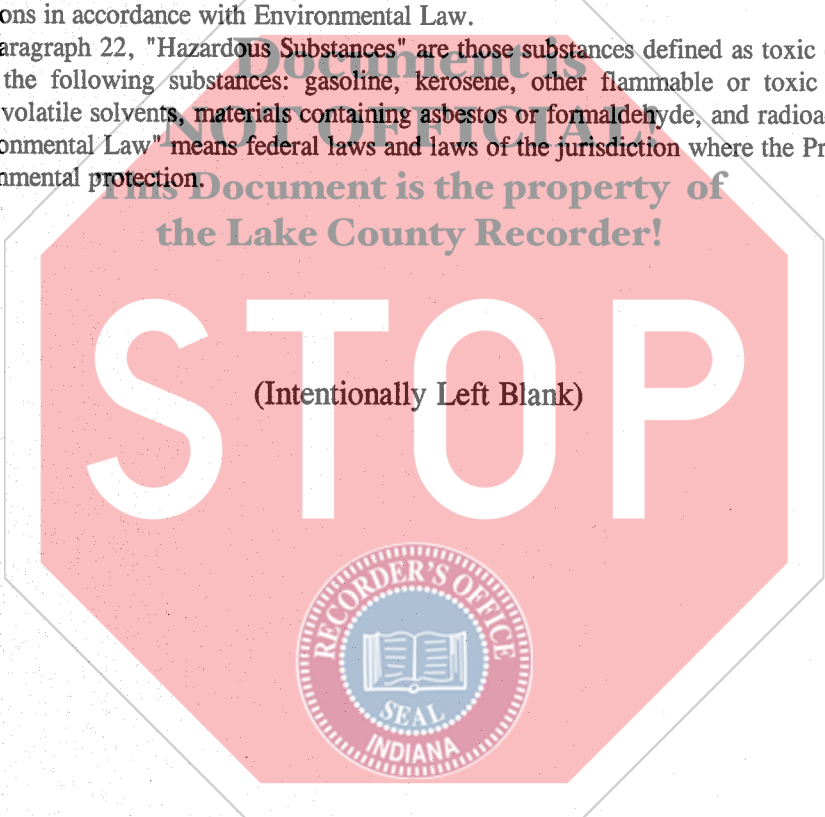 ons in accordance with Environmental Law.
aragraph 22, "Hazardous Substances" are those substances defined as toxic
the following substances: gasoline, kerosene, other flammable or toxic
volatile solvents, materials containing asbestos or formaldehyde, and radioa
onmental Law" means federal laws and laws of the jurisdiction where the Pr
nmental protection.
Document is
NOT OFFICIAL!
This Document is the property of
the Lake County Recorder!
STOP
(Intentionally Left Blank)
RECORDER'S OFFICE
SEAL
INDIANA